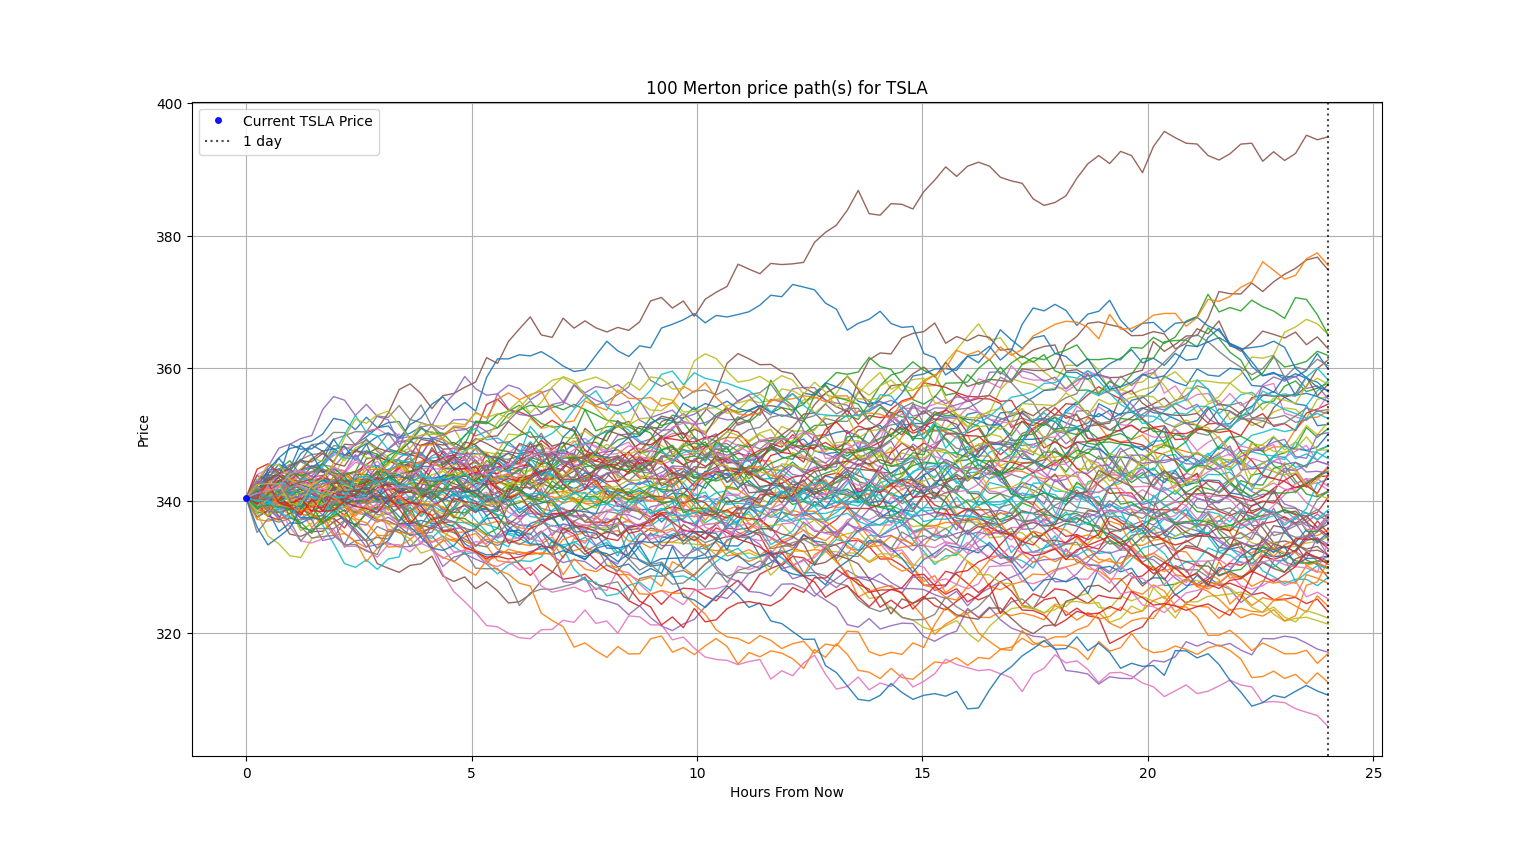 100 Merton price path(s) for TSLA
Current TSLA Price
1 day
Price
400
380
360
340
320
0 5 10 15 20 25
Hours From Now